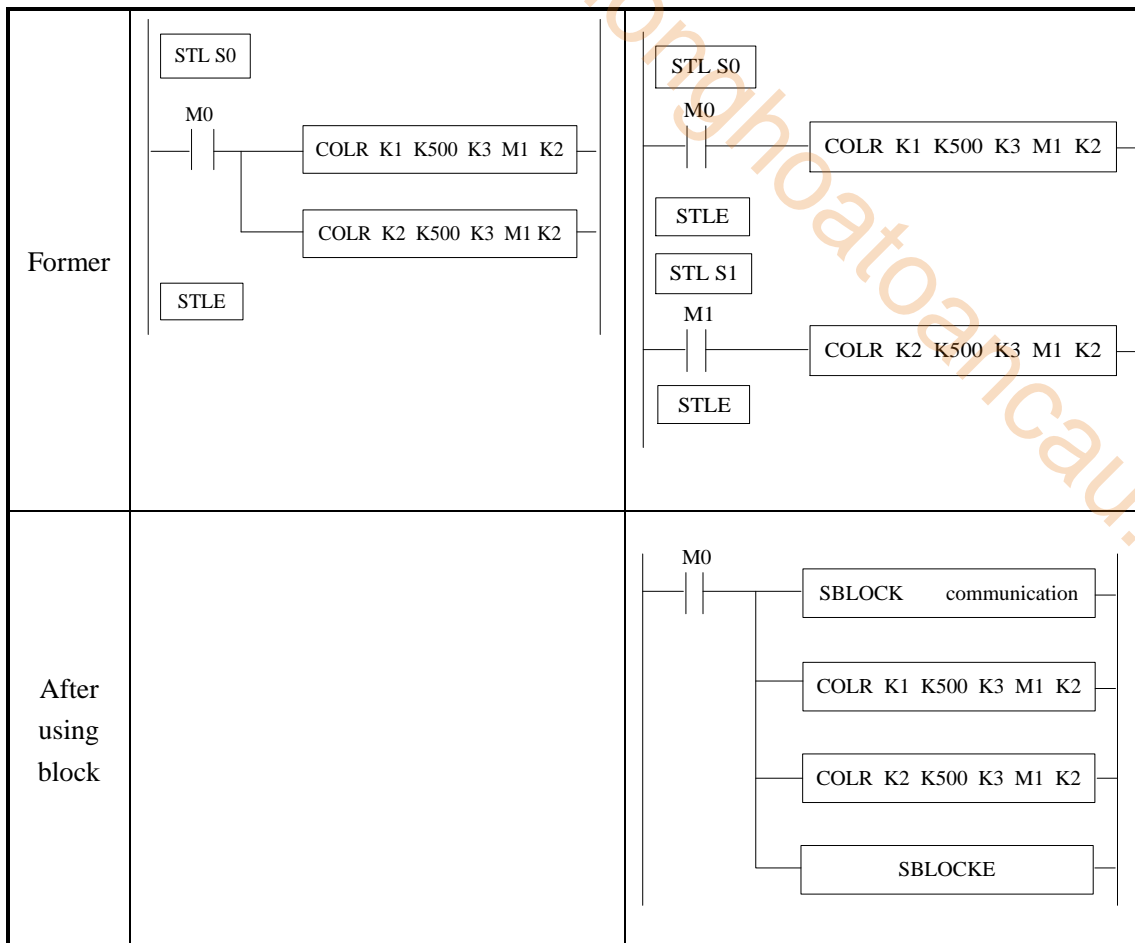 Former
STL S0
M0
COLR K1 K500 K3 M1 K2
COLR K2 K500 K3 M1 K2
STLE
STL S0
M0
COLR K1 K500 K3 M1 K2
STLE
STL S1
M1
COLR K2 K500 K3 M1 K2
STLE
After
using
block
M0
SBLOCK communication
COLR K1 K500 K3 M1 K2
COLR K2 K500 K3 M1 K2
SBLOCKE
onghoatoancau.